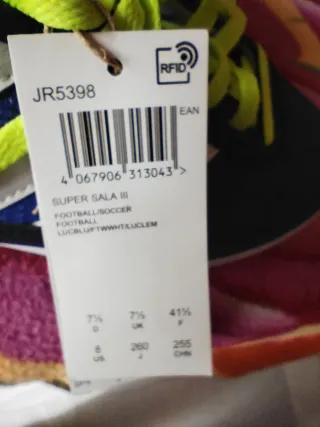 RFID
JR5398
EAN
4 067906 313043 >
SUPER SALA III
FOOTBALL/SOCCER
FOOTBALL
LUCBLU/FTWWHT/LUCLEM
7½ 7½ 41⅓
D UK F
8 260 255
US J CHN